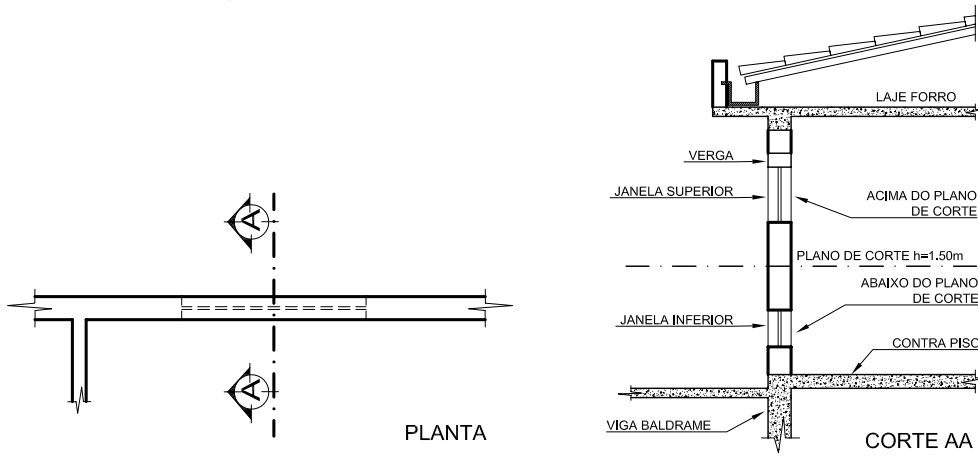 A
A
PLANTA
LAJE FORRO
VERGA
JANELA SUPERIOR
ACIMA DO PLANO
DE CORTE
PLANO DE CORTE h=1.50m
ABAIXO DO PLANO
DE CORTE
JANELA INFERIOR
CONTRA PISO
VIGA BALDRAME
CORTE AA